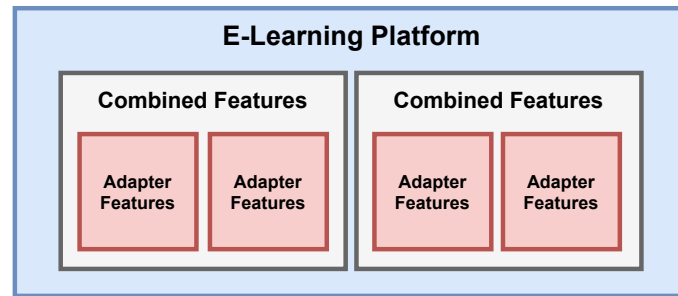 E-Learning Platform
Combined Features
Combined Features
Adapter
Features
Adapter
Features
Adapter
Features
Adapter
Features